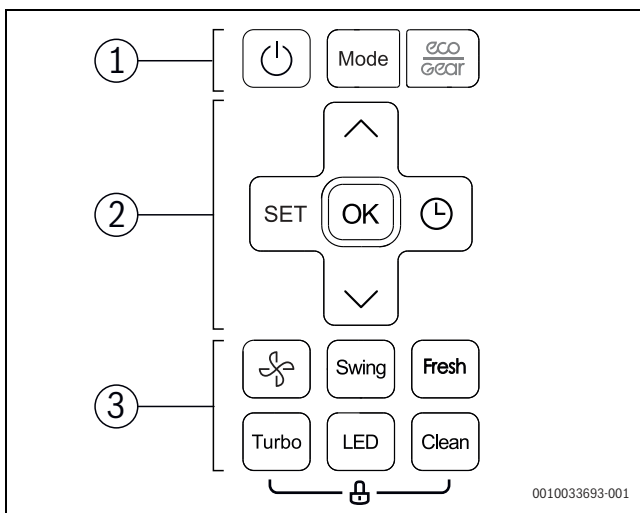 1
Mode
eco
Gear
2
SET
OK
3
Swing
Fresh
Turbo
LED
Clean
0010033693-001